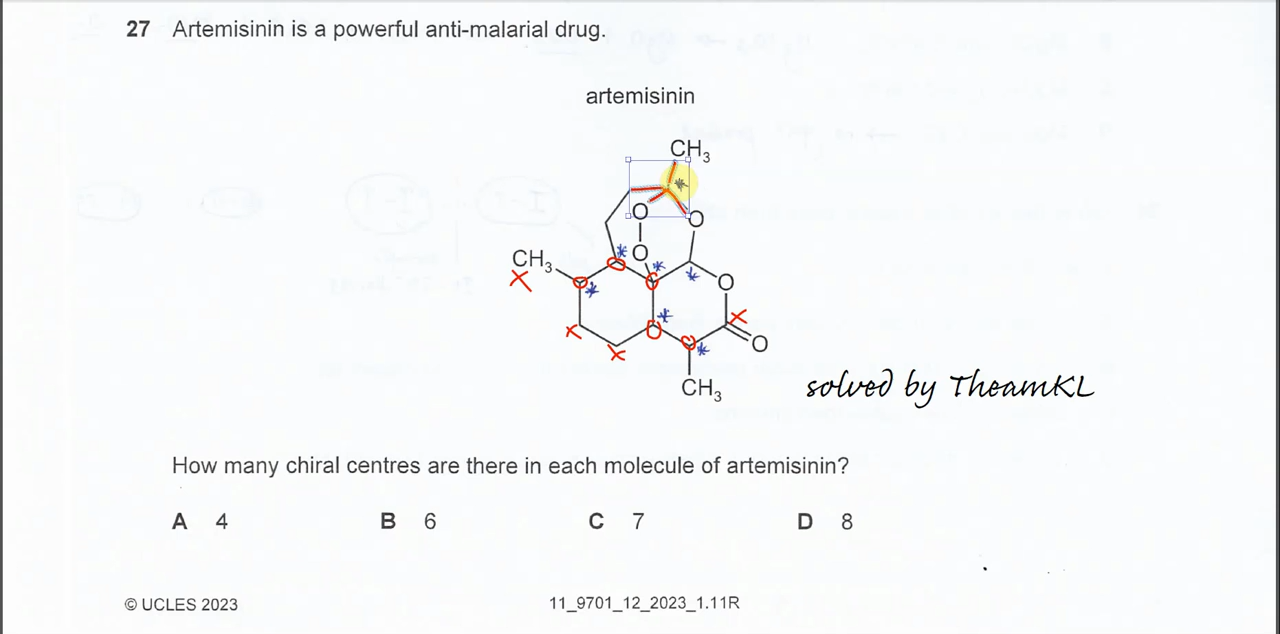 27 Artemisinin is a powerful anti-malarial drug.
artemisinin
CH3
O
O
O
CH3
O
O
CH3
solved by TheamKL
How many chiral centres are there in each molecule of artemisinin?
A 4 B 6 C 7 D 8
© UCLES 2023 11_9701_12_2023_1.11R